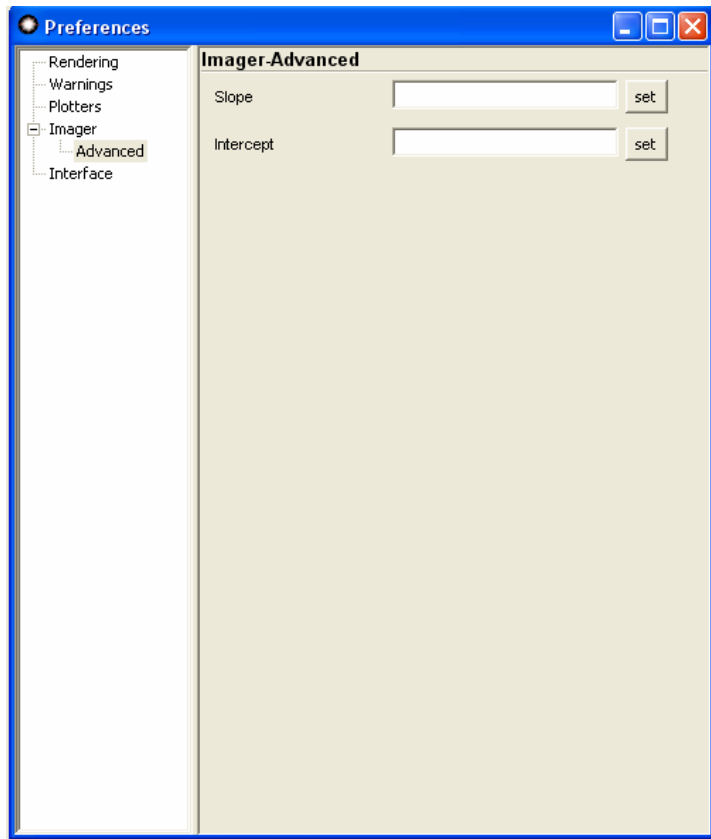 Preferences
Rendering
Warnings
Plotters
Imager
Advanced
Interface
Imager-Advanced
Slope set
Intercept set